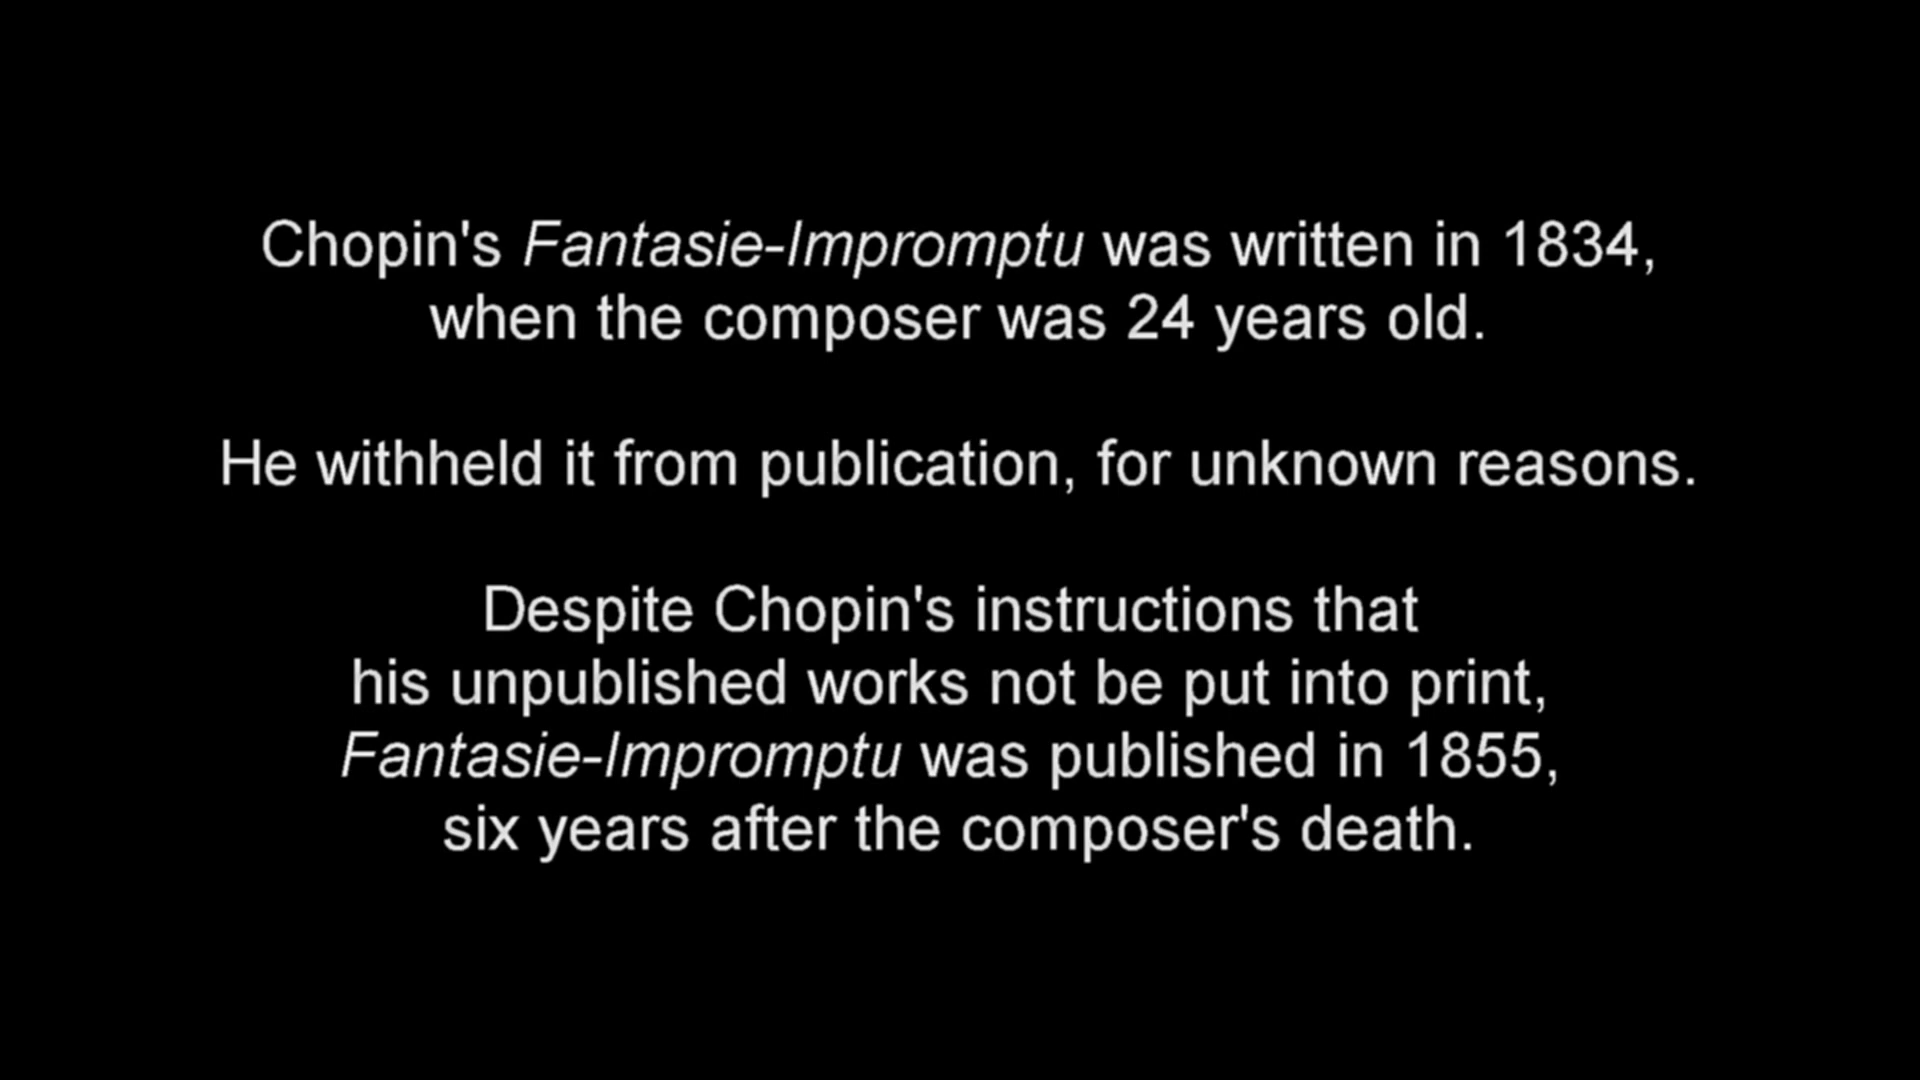 Chopin's Fantasie-Impromptu was written in 1834,
when the composer was 24 years old.
He withheld it from publication, for unknown reasons.
Despite Chopin's instructions that
his unpublished works not be put into print,
Fantasie-Impromptu was published in 1855,
six years after the composer's death.